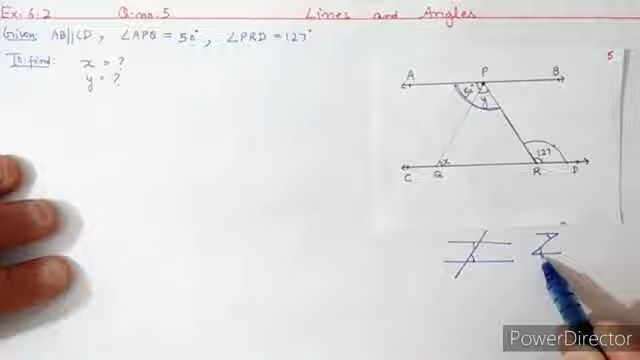 Ex. 6.2 Q. no. 5 Lines and Angles
Given: AB||CD, ∠APQ = 50°, ∠PRD = 127°
To find: x = ?
y = ?
5
A P B
50° y
127°
x
C Q R D
PowerDirector